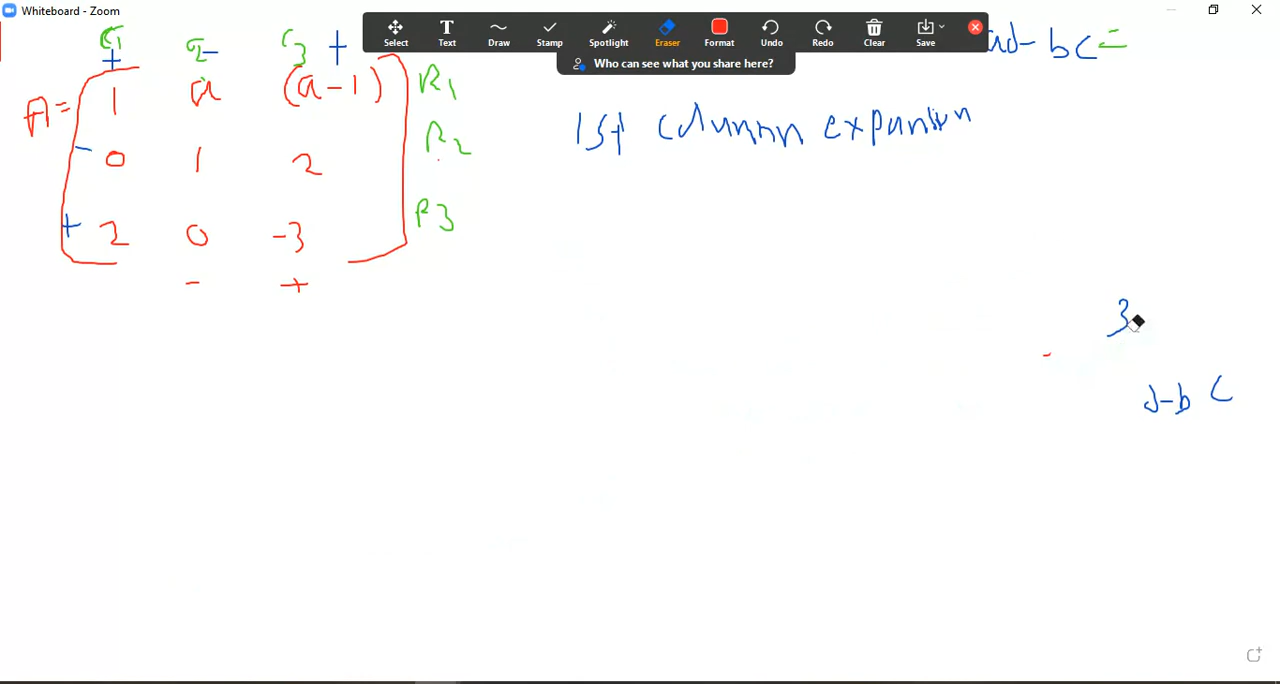 Whiteboard - Zoom
Select Text Draw Stamp Spotlight Eraser Format Undo Redo Clear Save
Who can see what you share here?
C1 C2 C3
+ - +
ad-bc=
A= 1 a (a-1) R1
1st column expansion
- 0 1 2 R2
+ 2 0 -3 R3
- +
3
-
d-b C